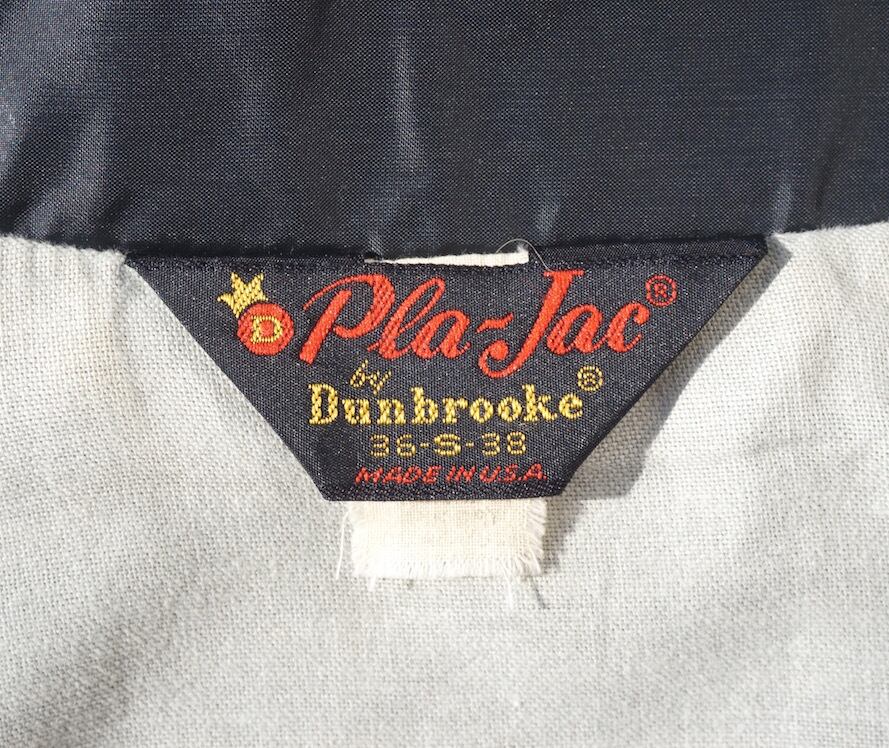 D Pla-Jac®
by
Dunbrooke®
36-S-38
MADE IN U.S.A.